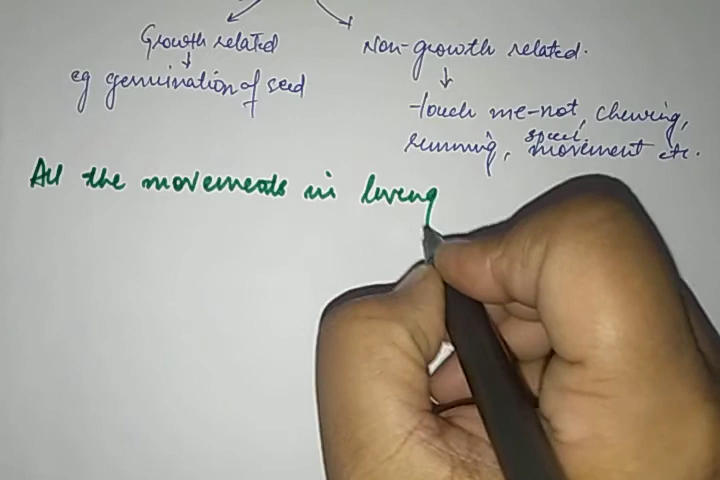 Growth related
Non-growth related.
eg germination of seed
touch me-not, chewing,
running, movement etc.
All the movements in living